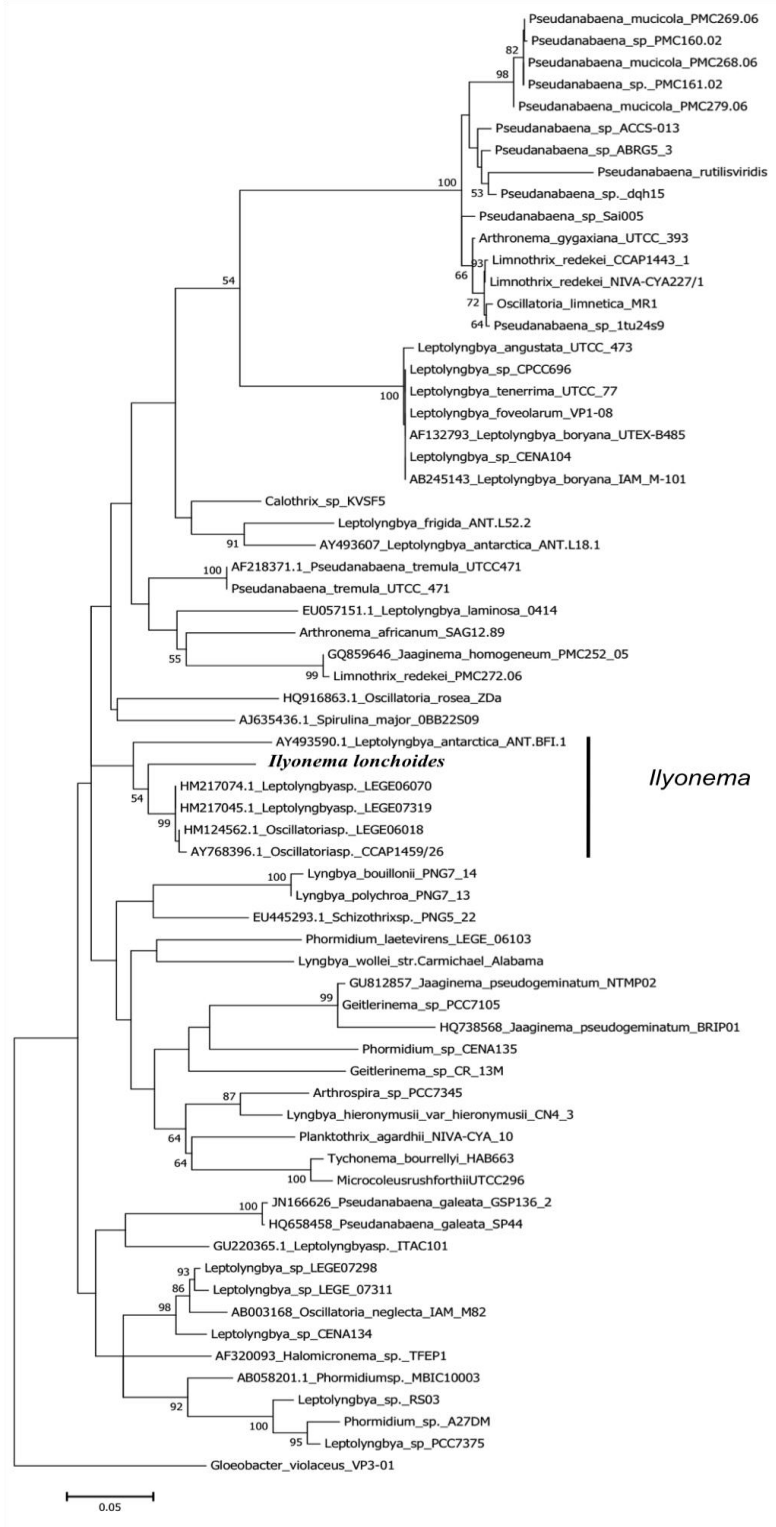 Pseudanabaena_mucicola_PMC269.06
Pseudanabaena_sp_PMC160.02
82
Pseudanabaena_mucicola_PMC268.06
98
Pseudanabaena_sp._PMC161.02
Pseudanabaena_mucicola_PMC279.06
Pseudanabaena_sp_ACCS-013
Pseudanabaena_sp_ABRG5_3
Pseudanabaena_rutilisviridis
100
53
Pseudanabaena_sp._dqh15
Pseudanabaena_sp_Sai005
Arthronema_gygaxiana_UTCC_393
93
Limnothrix_redekei_CCAP1443_1
66
54
Limnothrix_redekei_NIVA-CYA227/1
72
Oscillatoria_limnetica_MR1
64
Pseudanabaena_sp_1tu24s9
Leptolyngbya_angustata_UTCC_473
Leptolyngbya_sp_CPCC696
100
Leptolyngbya_tenerrima_UTCC_77
Leptolyngbya_foveolarum_VP1-08
AF132793_Leptolyngbya_boryana_UTEX-B485
Leptolyngbya_sp_CENA104
AB245143_Leptolyngbya_boryana_IAM_M-101
Calothrix_sp_KVSF5
Leptolyngbya_frigida_ANT.L52.2
91
AY493607_Leptolyngbya_antarctica_ANT.L18.1
100
AF218371.1_Pseudanabaena_tremula_UTCC471
Pseudanabaena_tremula_UTCC_471
EU057151.1_Leptolyngbya_laminosa_0414
Arthronema_africanum_SAG12.89
55
GQ859646_Jaaginema_homogeneum_PMC252_05
99
Limnothrix_redekei_PMC272.06
HQ916863.1_Oscillatoria_rosea_ZDa
AJ635436.1_Spirulina_major_0BB22S09
AY493590.1_Leptolyngbya_antarctica_ANT.BFI.1
Ilyonema lonchoides
Ilyonema
54
HM217074.1_Leptolyngbyasp._LEGE06070
HM217045.1_Leptolyngbyasp._LEGE07319
99
HM124562.1_Oscillatoriasp._LEGE06018
AY768396.1_Oscillatoriasp._CCAP1459/26
100
Lyngbya_bouillonii_PNG7_14
Lyngbya_polychroa_PNG7_13
EU445293.1_Schizothrixsp._PNG5_22
Phormidium_laetevirens_LEGE_06103
Lyngbya_wollei_str.Carmichael_Alabama
GU812857_Jaaginema_pseudogeminatum_NTMP02
99
Geitlerinema_sp_PCC7105
HQ738568_Jaaginema_pseudogeminatum_BRIP01
Phormidium_sp_CENA135
Geitlerinema_sp_CR_13M
87
Arthrospira_sp_PCC7345
Lyngbya_hieronymusii_var_hieronymusii_CN4_3
64
Planktothrix_agardhii_NIVA-CYA_10
64
Tychonema_bourrellyi_HAB663
100
MicrocoleusrushforthiiUTCC296
100
JN166626_Pseudanabaena_galeata_GSP136_2
HQ658458_Pseudanabaena_galeata_SP44
GU220365.1_Leptolyngbyasp._ITAC101
93
Leptolyngbya_sp_LEGE07298
86
Leptolyngbya_sp_LEGE_07311
98
AB003168_Oscillatoria_neglecta_IAM_M82
Leptolyngbya_sp_CENA134
AF320093_Halomicronema_sp._TFEP1
AB058201.1_Phormidiumsp._MBIC10003
92
Leptolyngbya_sp._RS03
100
Phormidium_sp._A27DM
95
Leptolyngbya_sp_PCC7375
Gloeobacter_violaceus_VP3-01
0.05